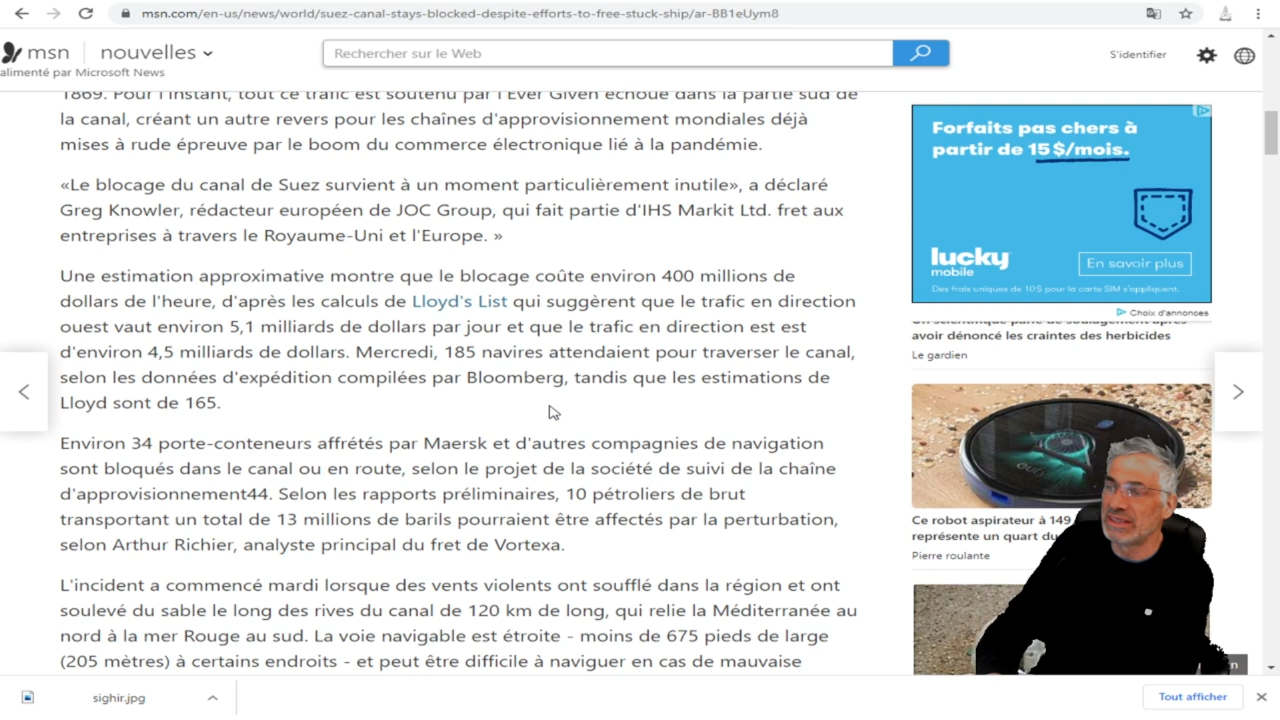 msn.com/en-us/news/world/suez-canal-stays-blocked-despite-efforts-to-free-stuck-ship/ar-BB1eUym8
msn nouvelles
alimenté par Microsoft News
Rechercher sur le Web
S'identifier
1869. Pour l'instant, tout ce trafic est soutenu par l'Ever Given échoué dans la partie sud de
la canal, créant un autre revers pour les chaînes d'approvisionnement mondiales déjà
mises à rude épreuve par le boom du commerce électronique lié à la pandémie.
«Le blocage du canal de Suez survient à un moment particulièrement inutile», a déclaré
Greg Knowler, rédacteur européen de JOC Group, qui fait partie d'IHS Markit Ltd. fret aux
entreprises à travers le Royaume-Uni et l'Europe. »
Une estimation approximative montre que le blocage coûte environ 400 millions de
dollars de l'heure, d'après les calculs de Lloyd's List qui suggèrent que le trafic en direction
ouest vaut environ 5,1 milliards de dollars par jour et que le trafic en direction est est
d'environ 4,5 milliards de dollars. Mercredi, 185 navires attendaient pour traverser le canal,
selon les données d'expédition compilées par Bloomberg, tandis que les estimations de
Lloyd sont de 165.
Environ 34 porte-conteneurs affrétés par Maersk et d'autres compagnies de navigation
sont bloqués dans le canal ou en route, selon le projet de la société de suivi de la chaîne
d'approvisionnement44. Selon les rapports préliminaires, 10 pétroliers de brut
transportant un total de 13 millions de barils pourraient être affectés par la perturbation,
selon Arthur Richier, analyste principal du fret de Vortexa.
L'incident a commencé mardi lorsque des vents violents ont soufflé dans la région et ont
soulevé du sable le long des rives du canal de 120 km de long, qui relie la Méditerranée au
nord à la mer Rouge au sud. La voie navigable est étroite - moins de 675 pieds de large
(205 mètres) à certains endroits - et peut être difficile à naviguer en cas de mauvaise
Forfaits pas chers à
partir de 15 $/mois.
lucky
mobile
En savoir plus
Des frais uniques de 10 $ pour la carte SIM s'appliquent.
Choix d'annonces
Un scientifique parle de soulagement après
avoir dénoncé les craintes des herbicides
Le gardien
eufy
Ce robot aspirateur à 149
représente un quart du
Pierre roulante
sighir.jpg
Tout afficher